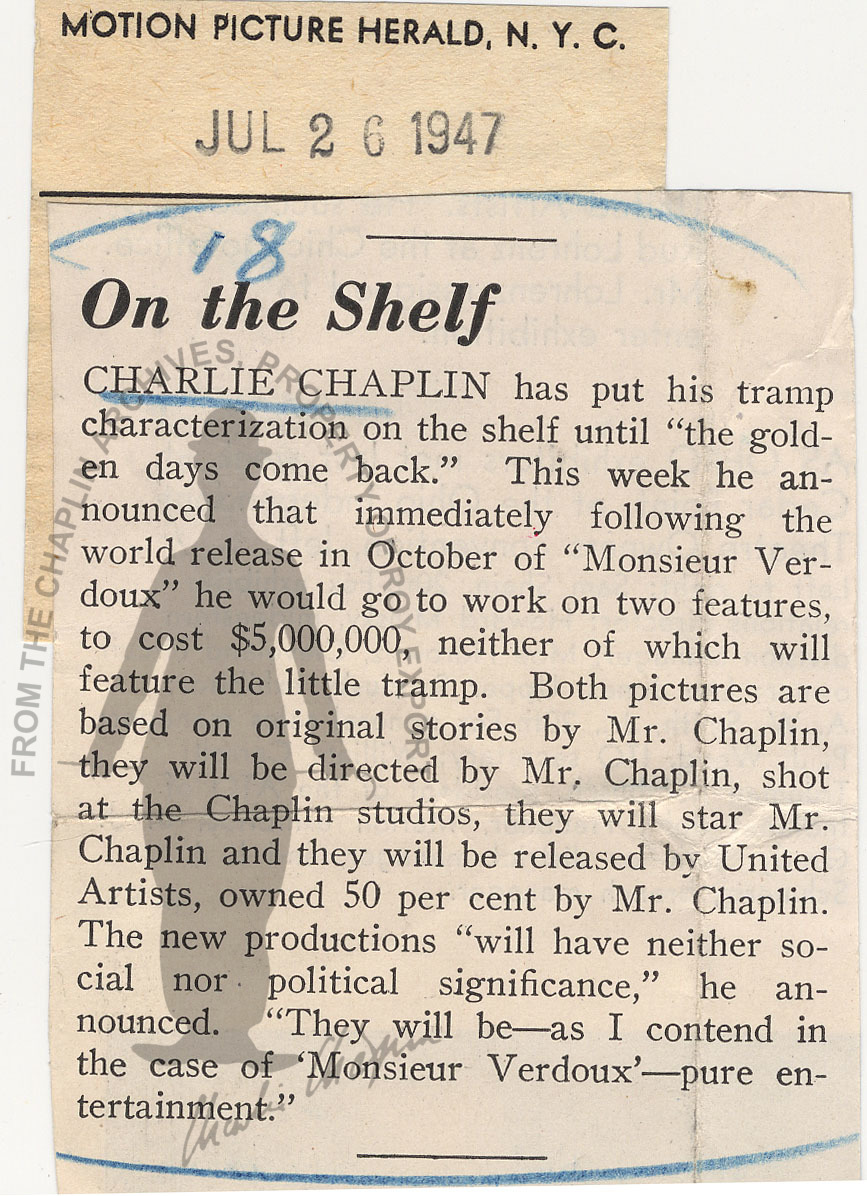 MOTION PICTURE HERALD, N. Y. C.
JUL 26 1947
18
On the Shelf
CHARLIE CHAPLIN has put his tramp
characterization on the shelf until “the gold-
en days come back.” This week he an-
nounced that immediately following the
world release in October of “Monsieur Ver-
doux” he would go to work on two features,
to cost $5,000,000, neither of which will
feature the little tramp. Both pictures are
based on original stories by Mr. Chaplin,
they will be directed by Mr. Chaplin, shot
at the Chaplin studios, they will star Mr.
Chaplin and they will be released by United
Artists, owned 50 per cent by Mr. Chaplin.
The new productions “will have neither so-
cial nor political significance,” he an-
nounced. “They will be—as I contend in
the case of ‘Monsieur Verdoux’—pure en-
tertainment.”
FROM THE CHAPLIN ARCHIVES, PROPERTY OF ROY EXPORT
Charlie Chaplin